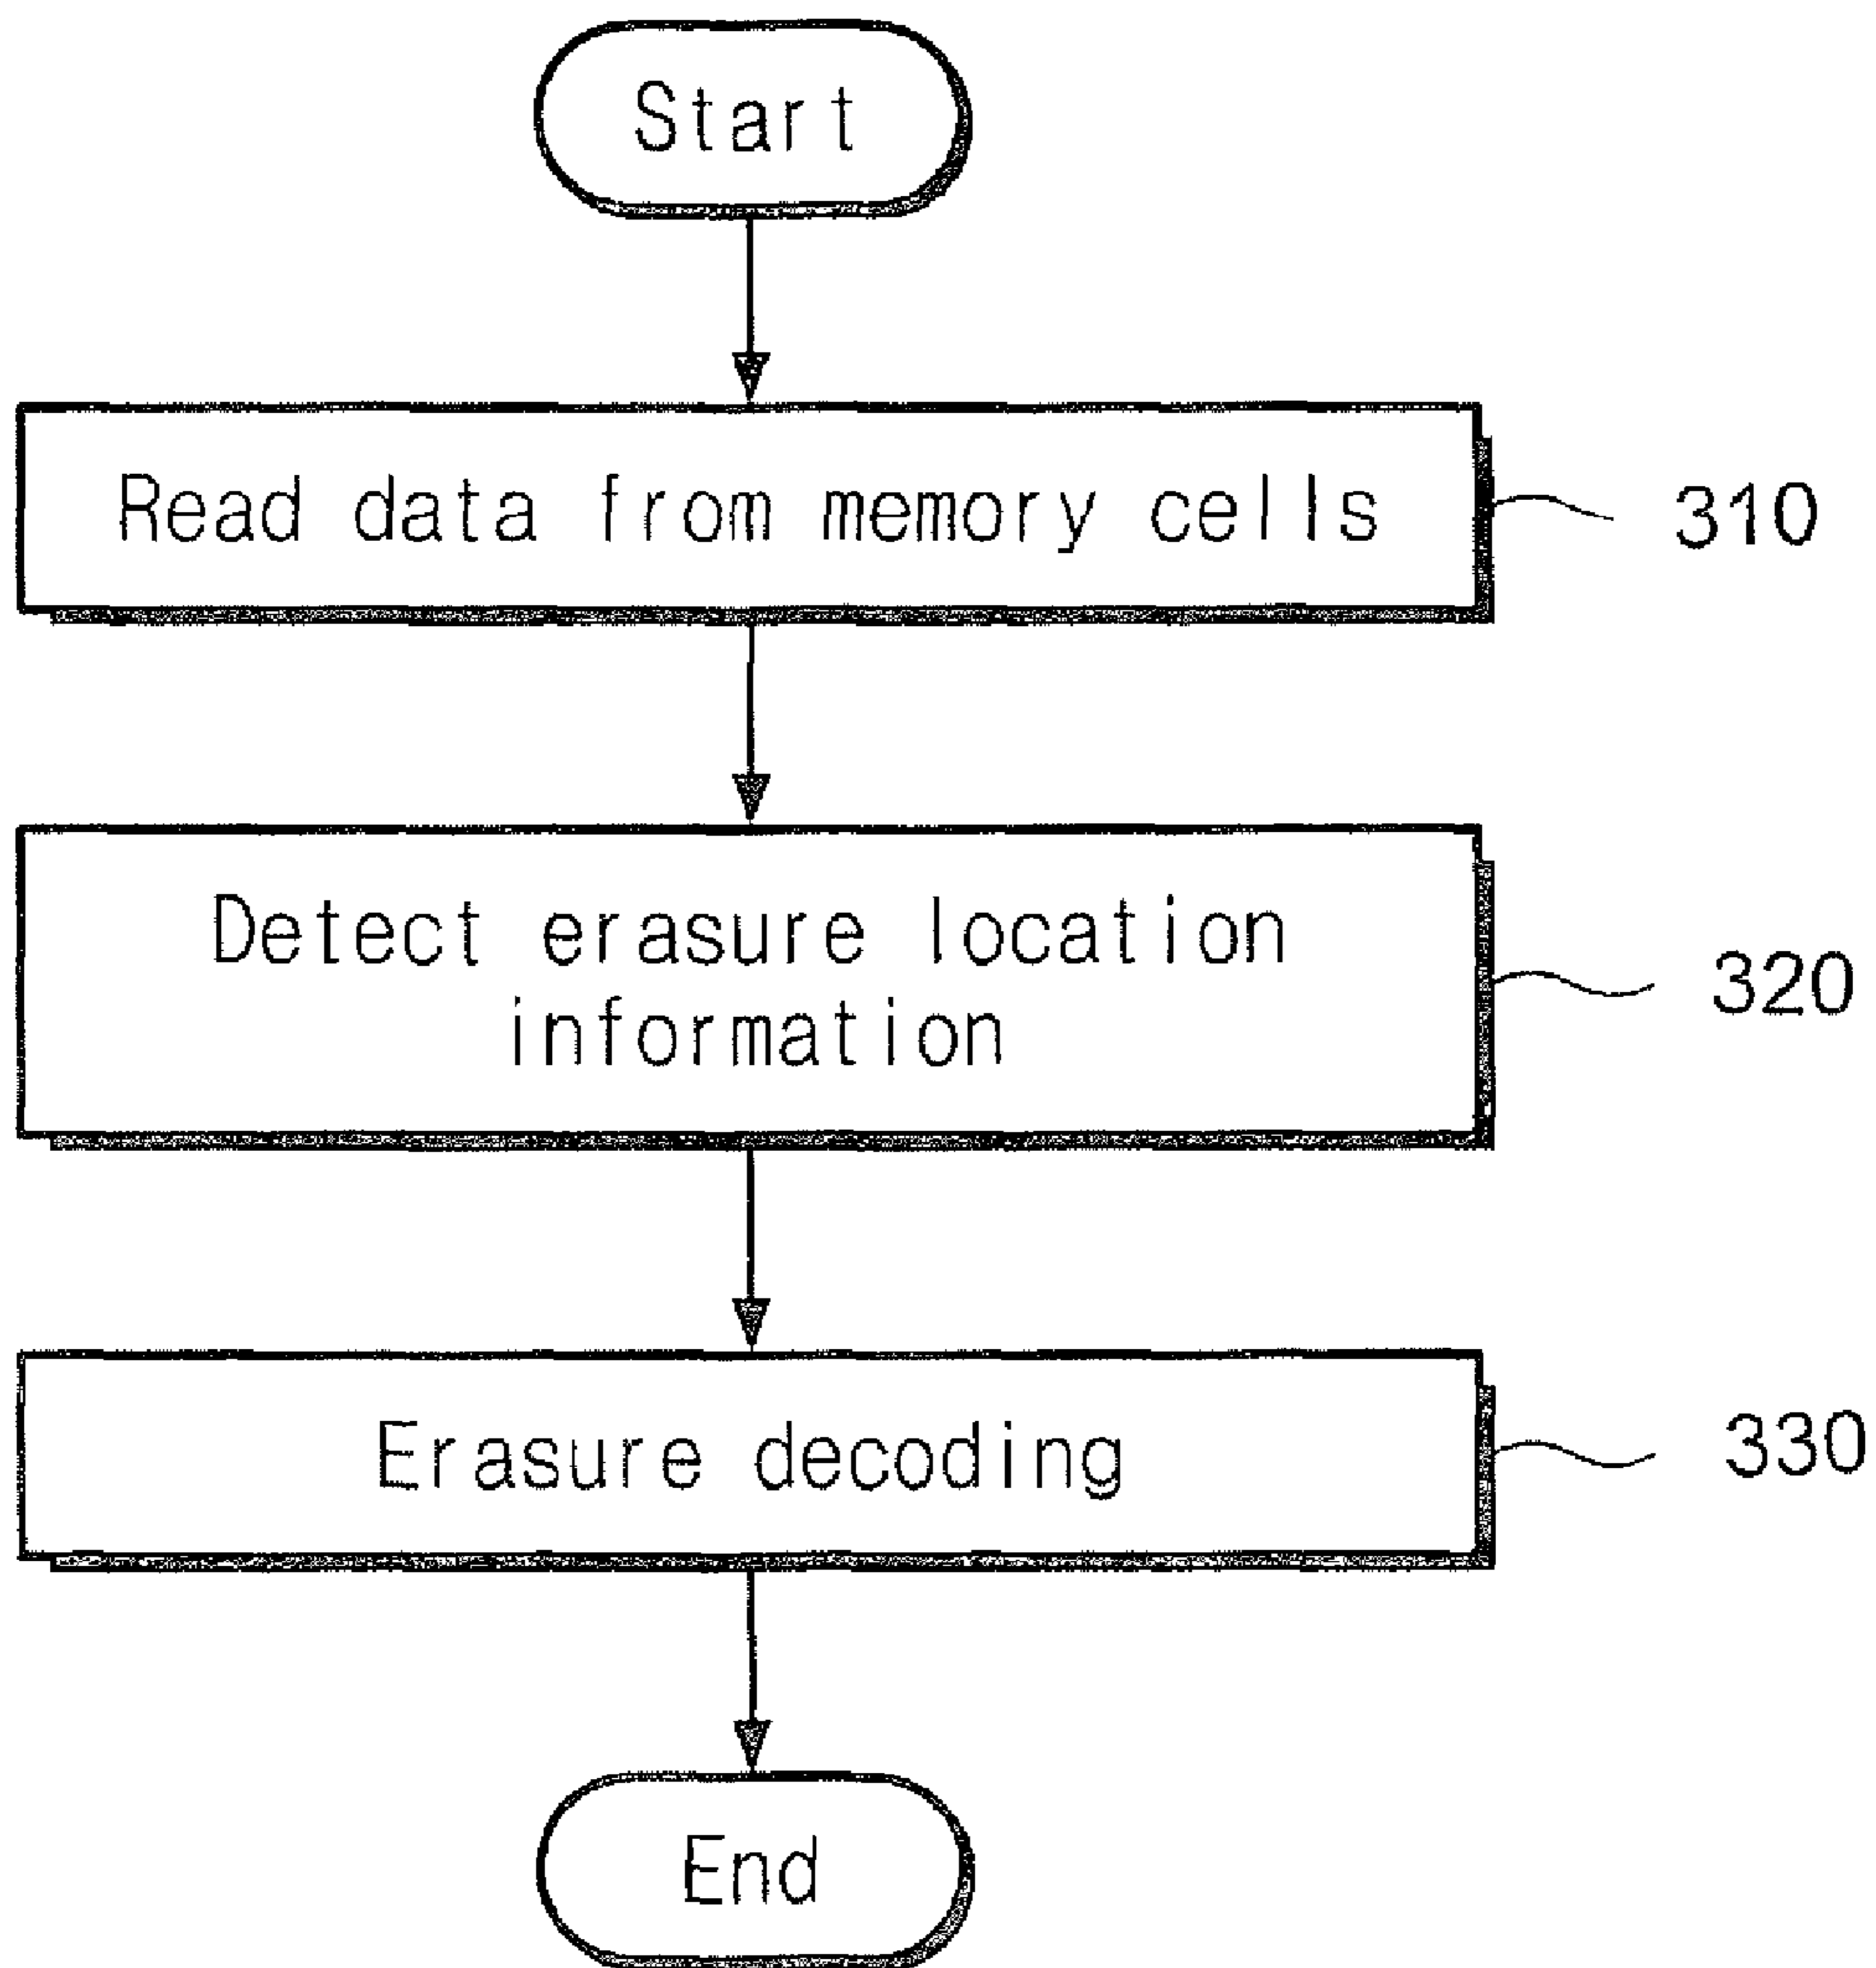 Start
Read data from memory cells
310
Detect erasure location
information
320
Erasure decoding
330
End